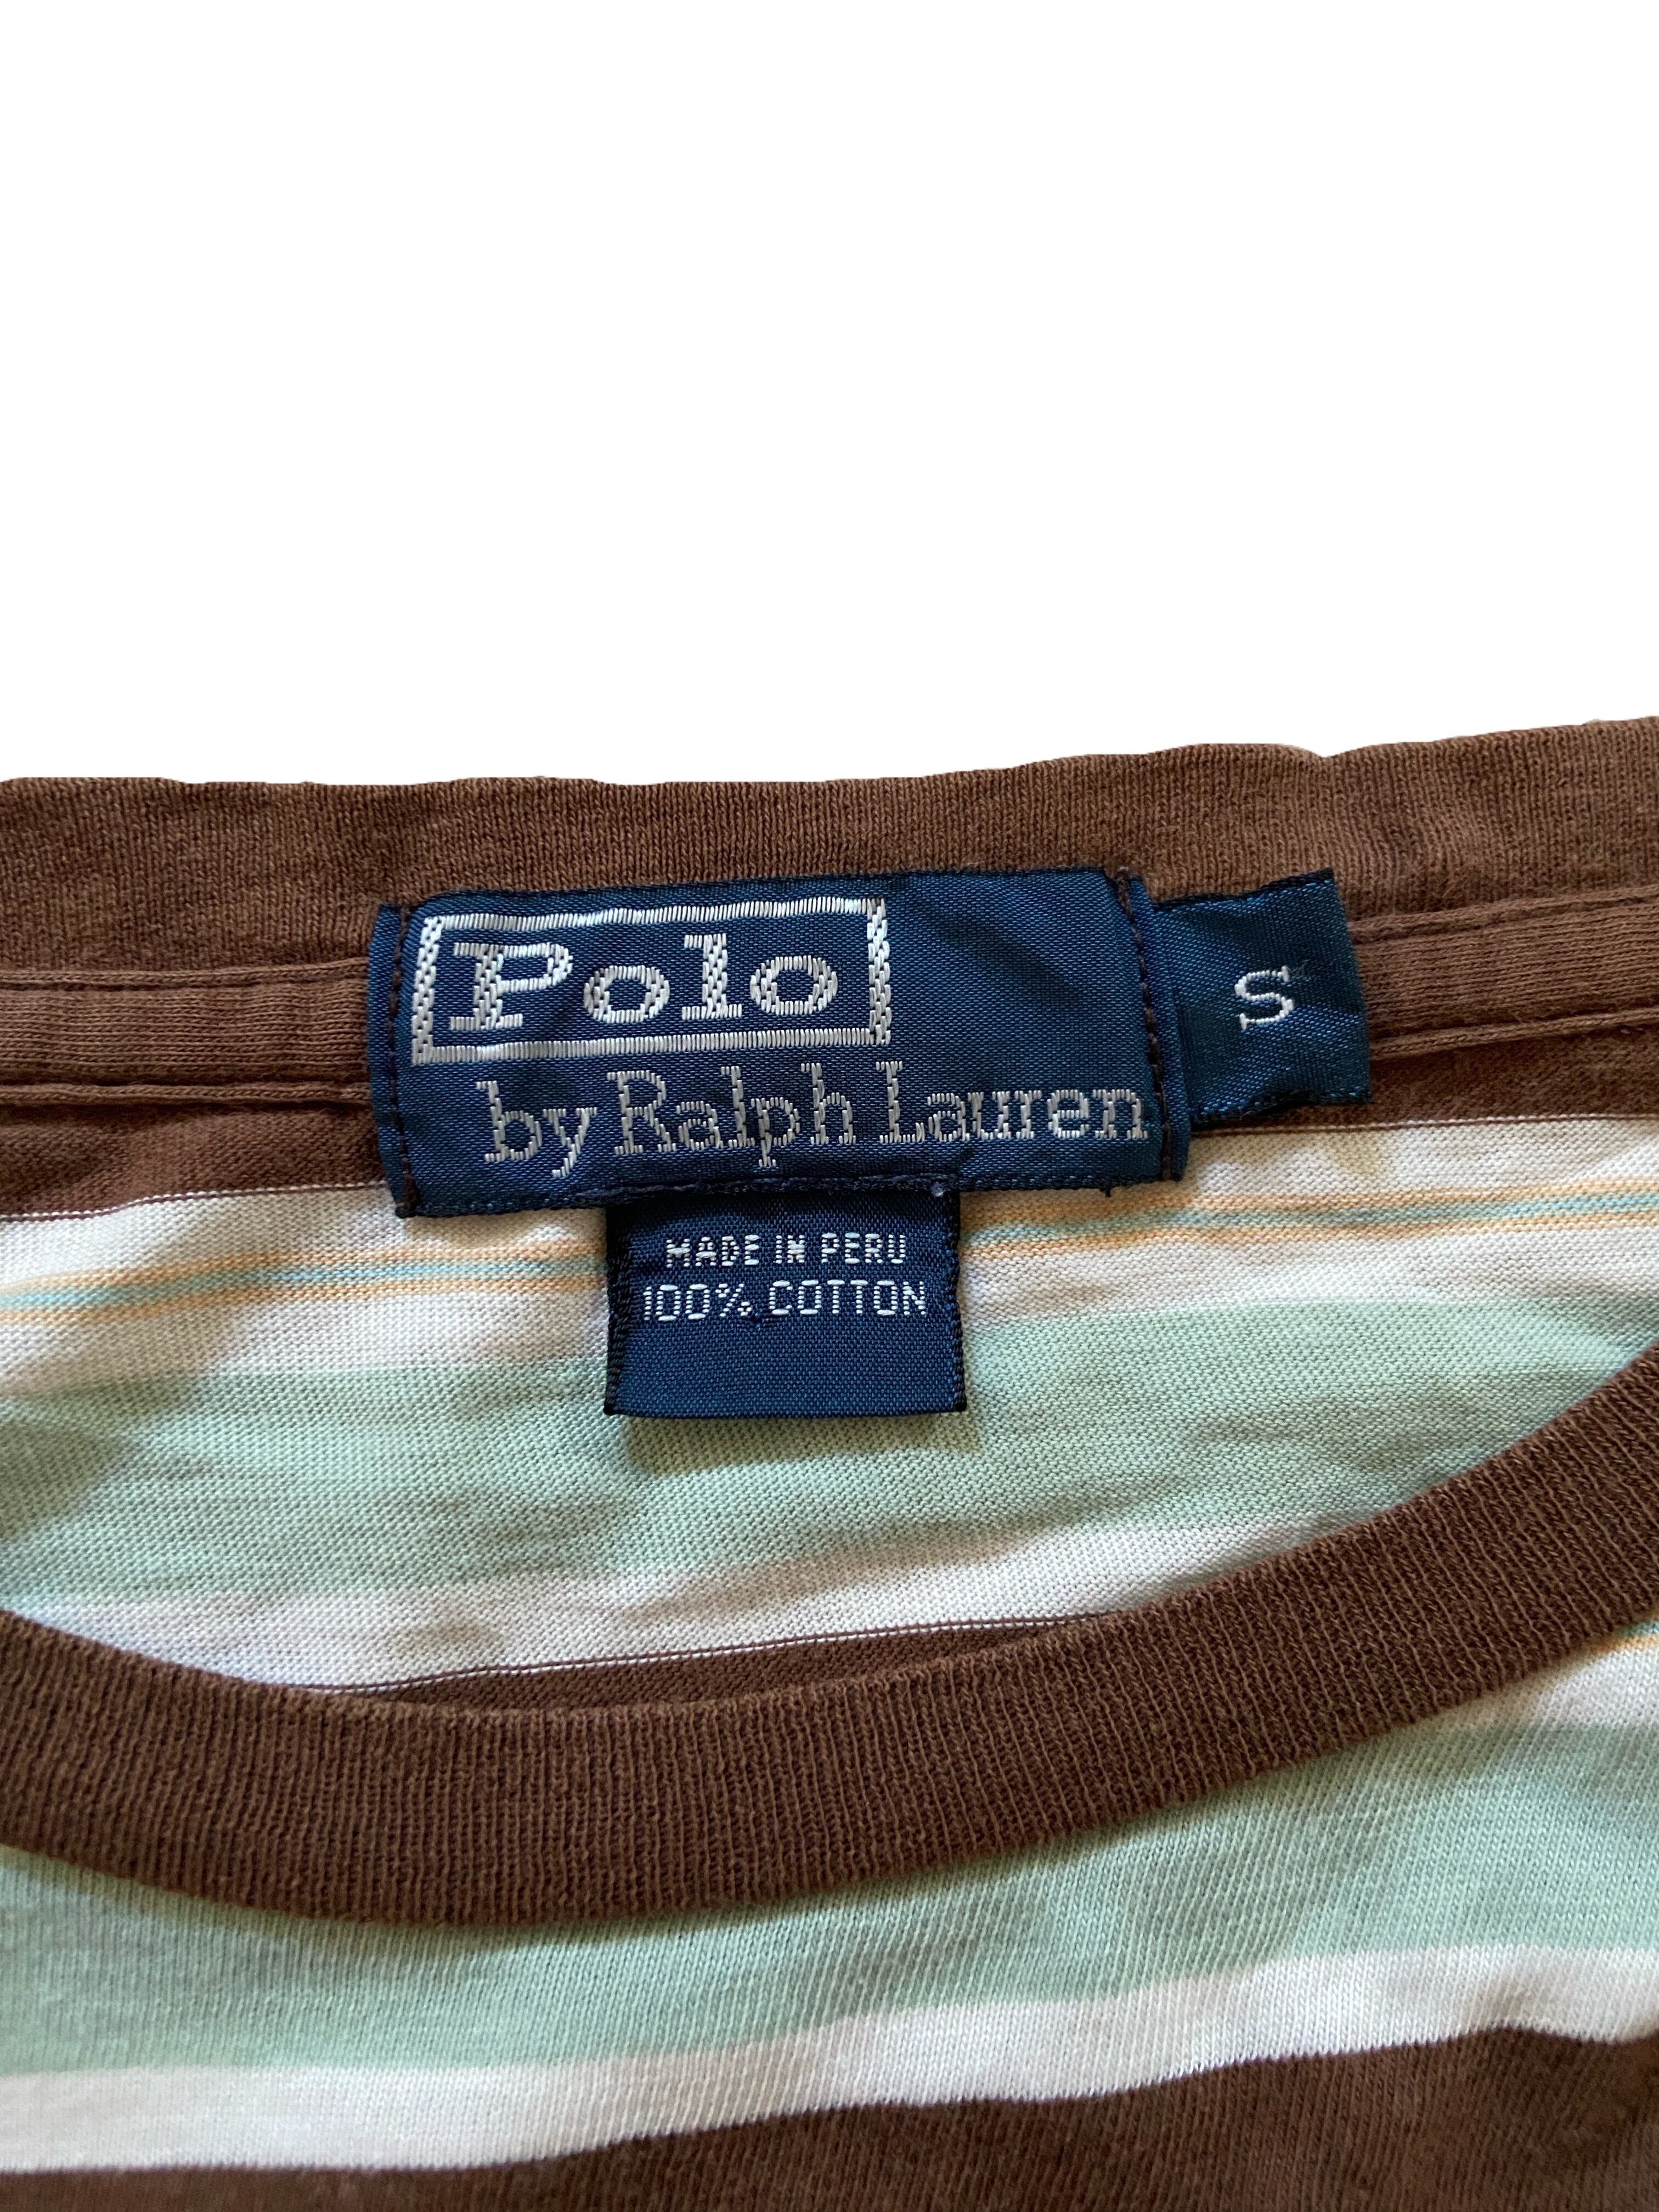 Polo
by Ralph Lauren
S
MADE IN PERU
100% COTTON